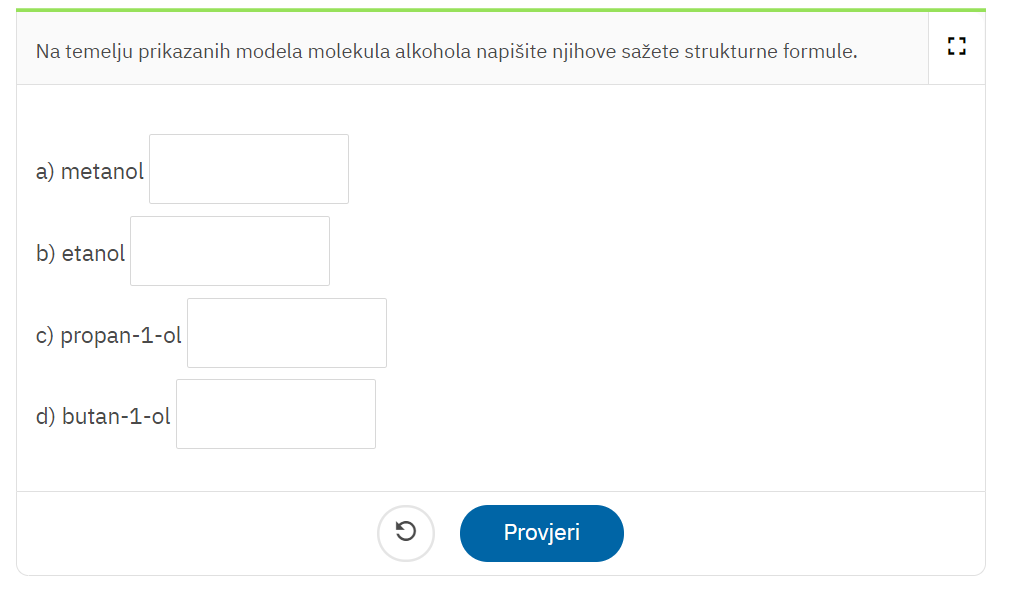 Na temelju prikazanih modela molekula alkohola napišite njihove sažete strukturne formule.
a) metanol
b) etanol
c) propan-1-ol
d) butan-1-ol
Provjeri